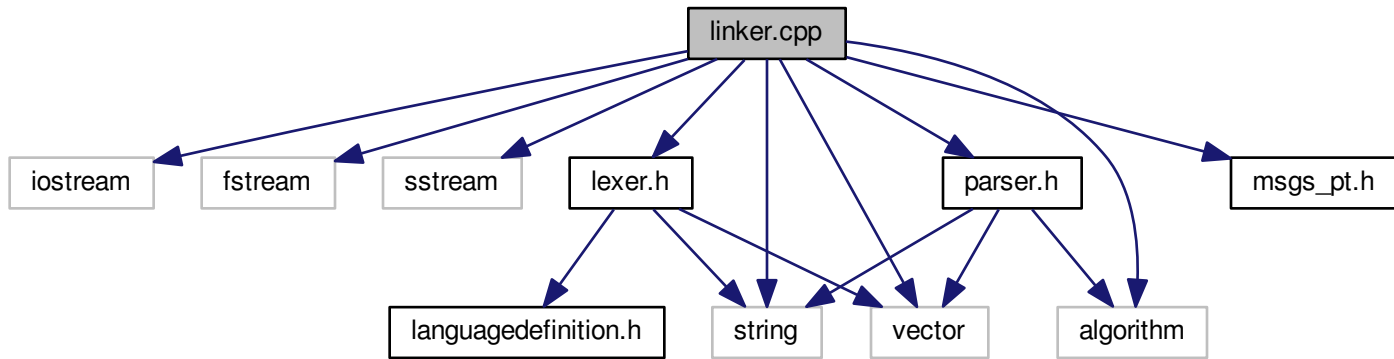 linker.cpp
iostream
fstream
sstream
lexer.h
parser.h
msgs_pt.h
languagedefinition.h
string
vector
algorithm